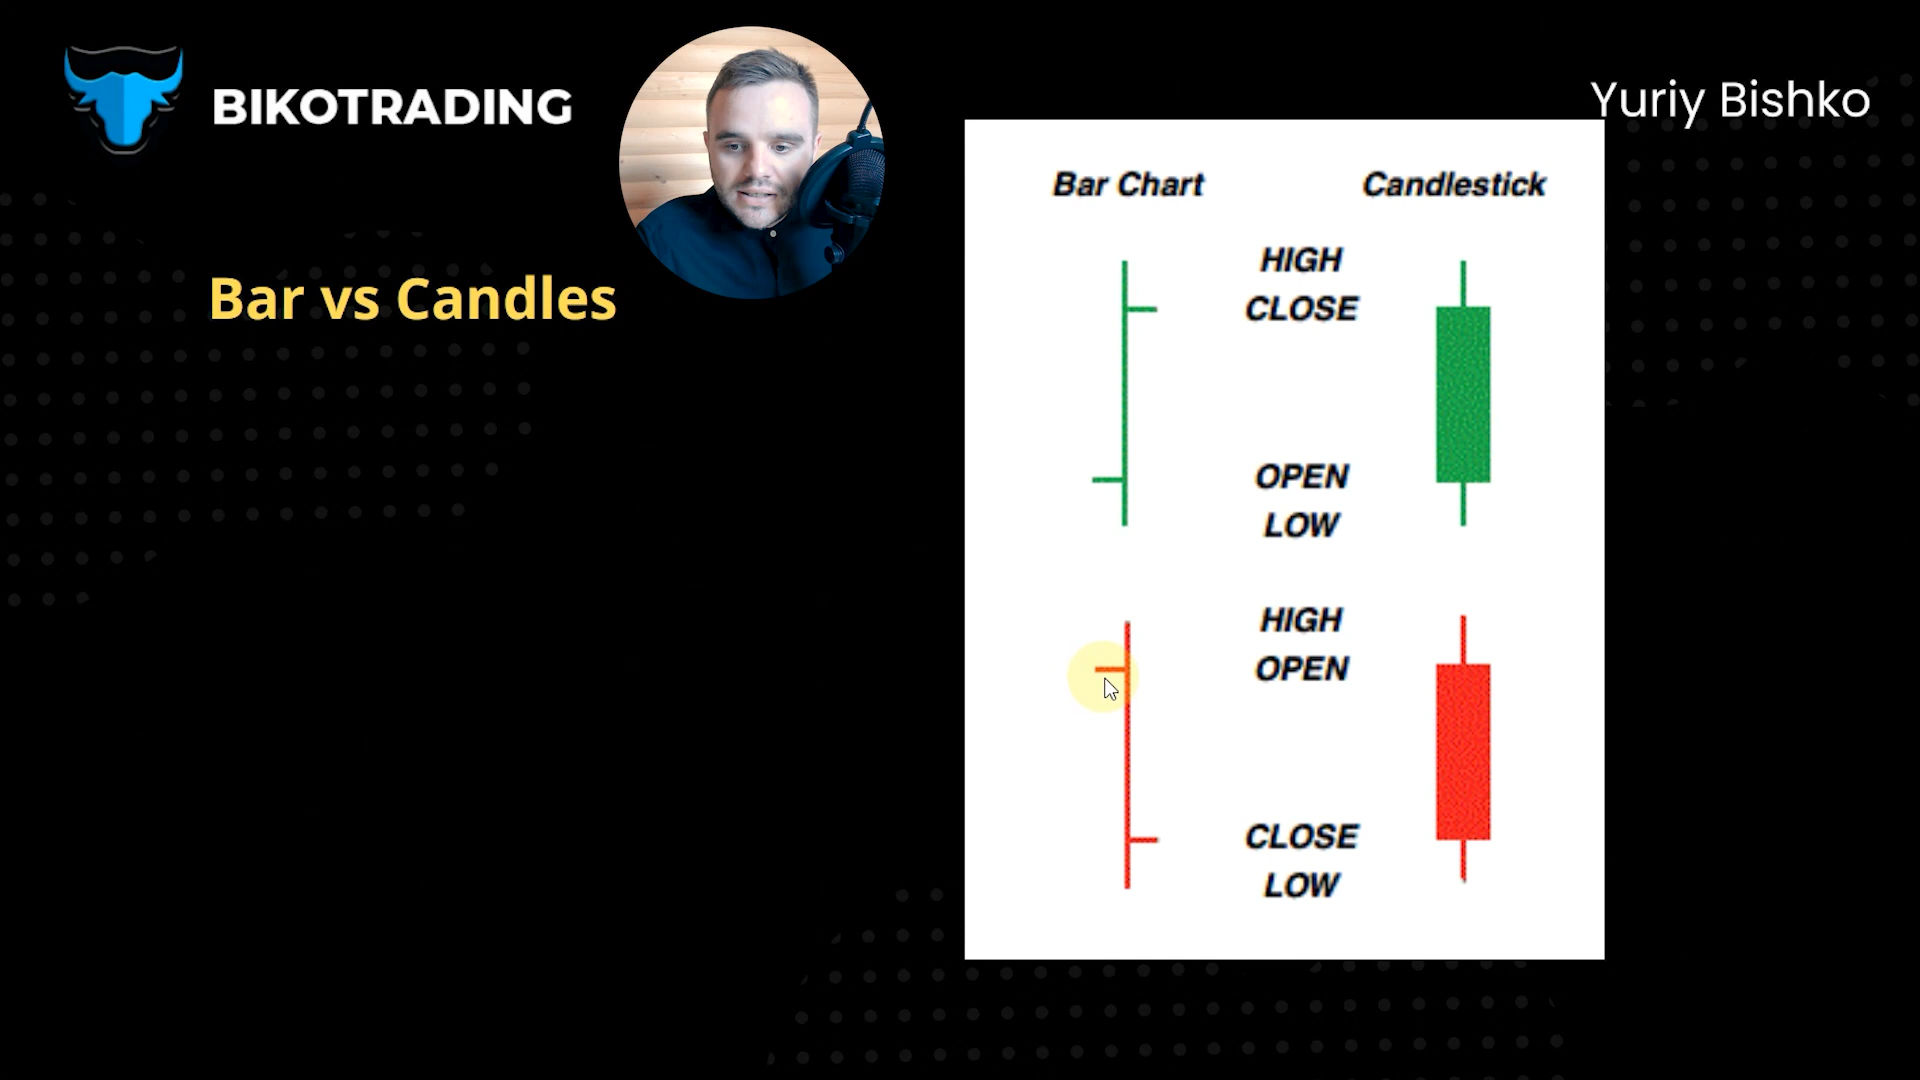 BIKOTRADING
Yuriy Bishko
Bar vs Candles
Bar Chart
Candlestick
HIGH
CLOSE
OPEN
LOW
HIGH
OPEN
CLOSE
LOW